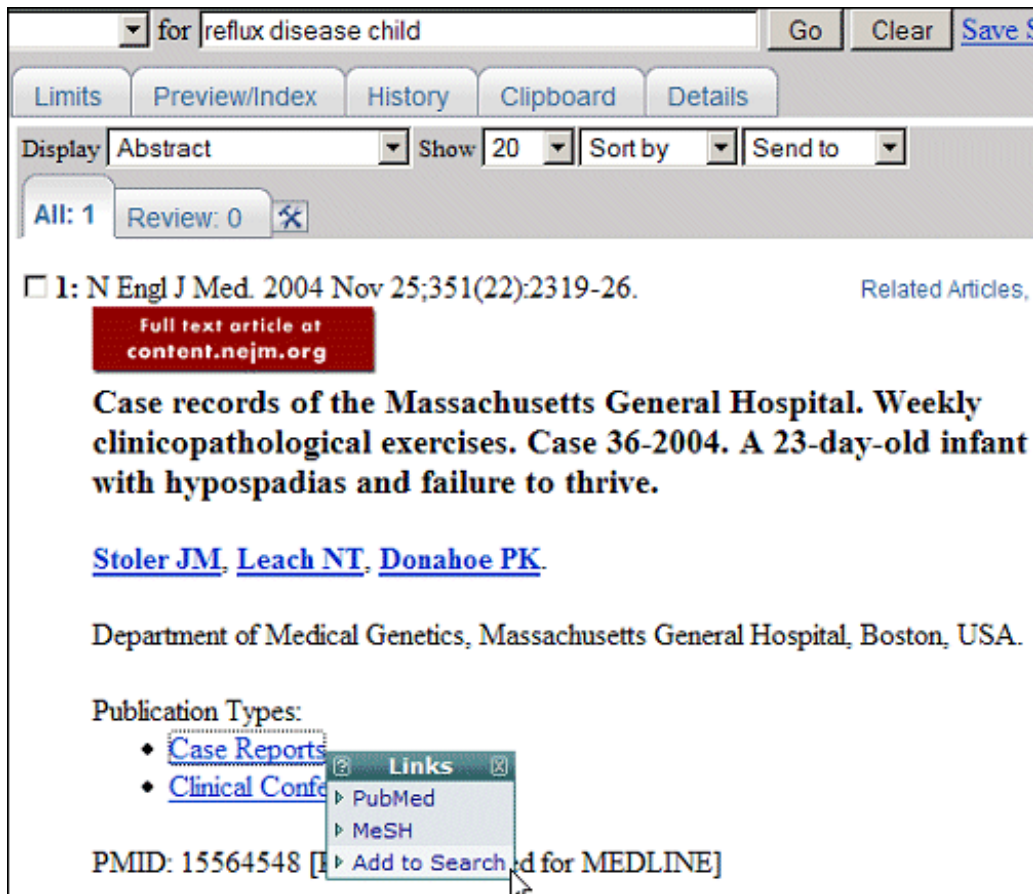 for reflux disease child Go Clear Save S
Limits Preview/Index History Clipboard Details
Display Abstract Show 20 Sort by Send to
All: 1 Review: 0
1: N Engl J Med. 2004 Nov 25;351(22):2319-26. Related Articles,
Full text article at
content.nejm.org
Case records of the Massachusetts General Hospital. Weekly
clinicopathological exercises. Case 36-2004. A 23-day-old infant
with hypospadias and failure to thrive.
Stoler JM, Leach NT, Donahoe PK.
Department of Medical Genetics, Massachusetts General Hospital, Boston, USA.
Publication Types:
Case Reports
Clinical Confe
? Links X
PubMed
MeSH
Add to Search
PMID: 15564548 [ d for MEDLINE]